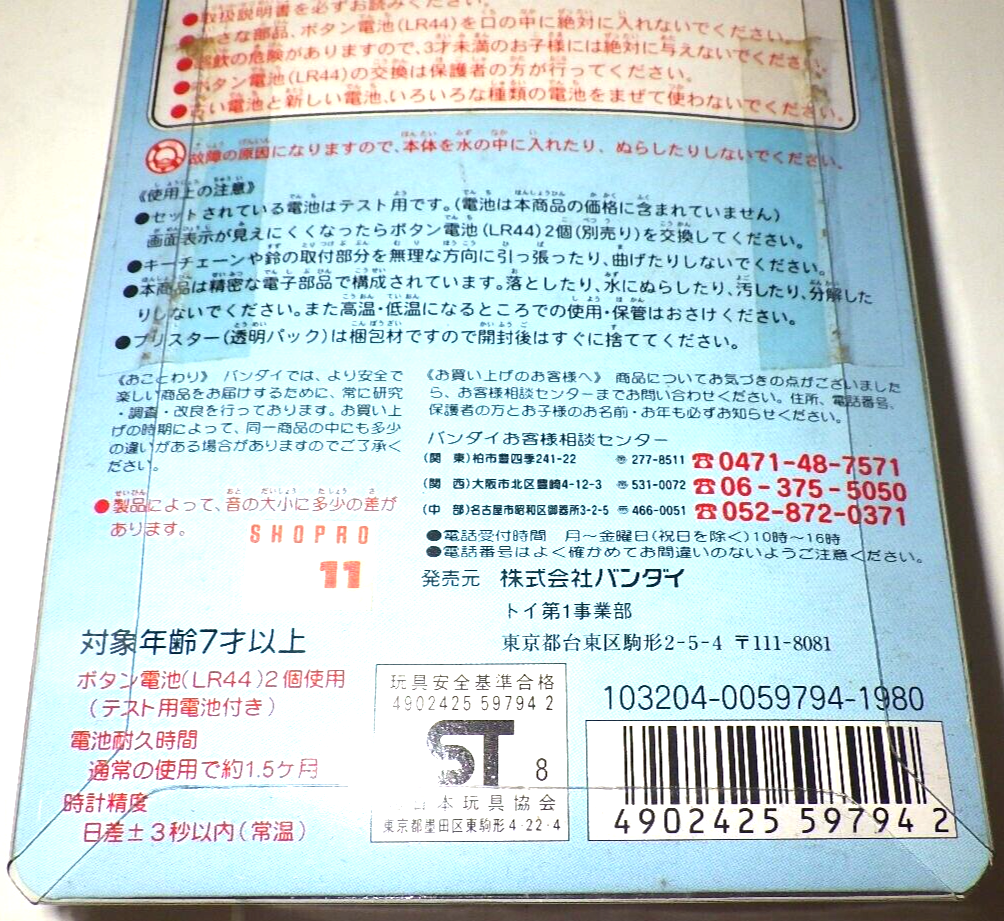 ●取扱説明書を必ずお読みください。
さな部品、ボタン電池(LR44)を口の中に絶対に入れないでください。
飲の危険がありますので、3才未満のお子様には絶対に与えないでください。
●ボタン電池(LR44)の交換は保護者の方が行ってください。
●古い電池と新しい電池、いろいろな種類の電池をまぜて使わないでください。
故障の原因になりますので、本体を水の中に入れたり、ぬらしたりしないでください。
《使用上の注意》
●セットされている電池はテスト用です。(電池は本商品の価格に含まれていません)
画面表示が見えにくくなったらボタン電池(LR44)2個(別売り)を交換してください。
●キーチェーンや鈴の取付部分を無理な方向に引っ張ったり、曲げたりしないでください。
●本商品は精密な電子部品で構成されています。落としたり、水にぬらしたり、汚したり、分解した
りしないでください。また高温・低温になるところでの使用・保管はおさけください。
●ブリスター(透明パック)は梱包材ですので開封後はすぐに捨ててください。
《おことわり》 バンダイでは、より安全で
楽しい商品をお届けするために、常に研究
・調査・改良を行っております。お買い上
げの時期によって、同一商品の中にも多少
の違いがある場合がありますのでご了承く
ださい。
●製品によって、音の大小に多少の差が
あります。
《お買い上げのお客様へ》 商品についてお気づきの点がございました
ら、お客様相談センターまでお問い合わせください。住所、電話番号、
保護者の方とお子様のお名前・お年も必ずお知らせください。
バンダイお客様相談センター
(関 東)柏市豊四季241-22 〠277-8511 ☎0471-48-7571
(関 西)大阪市北区豊崎4-12-3 〠531-0072 ☎06-375-5050
(中 部)名古屋市昭和区御器所3-2-5 〠466-0051 ☎052-872-0371
●電話受付時間 月〜金曜日(祝日を除く)10時〜16時
●電話番号はよく確かめてお間違いのないようご注意ください。
SHOPRO
11
発売元 株式会社バンダイ
トイ第1事業部
東京都台東区駒形2-5-4 〒111-8081
対象年齢7才以上
ボタン電池(LR44)2個使用
(テスト用電池付き)
電池耐久時間
通常の使用で約1.5ケ月
時計精度
日差±3秒以内(常温)
玩具安全基準合格
4902425 59794 2
ST 8
日本玩具協会
東京都墨田区東駒形4-22-4
103204-0059794-1980
4902425 59794 2